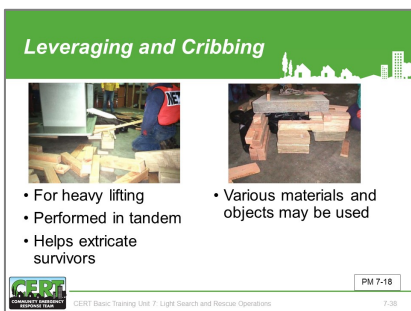 Leveraging and Cribbing
NE
• For heavy lifting
• Performed in tandem
• Helps extricate
survivors
• Various materials and
objects may be used
PM 7-18
CERT
COMMUNITY EMERGENCY
RESPONSE TEAM
CERT Basic Training Unit 7: Light Search and Rescue Operations
7-38